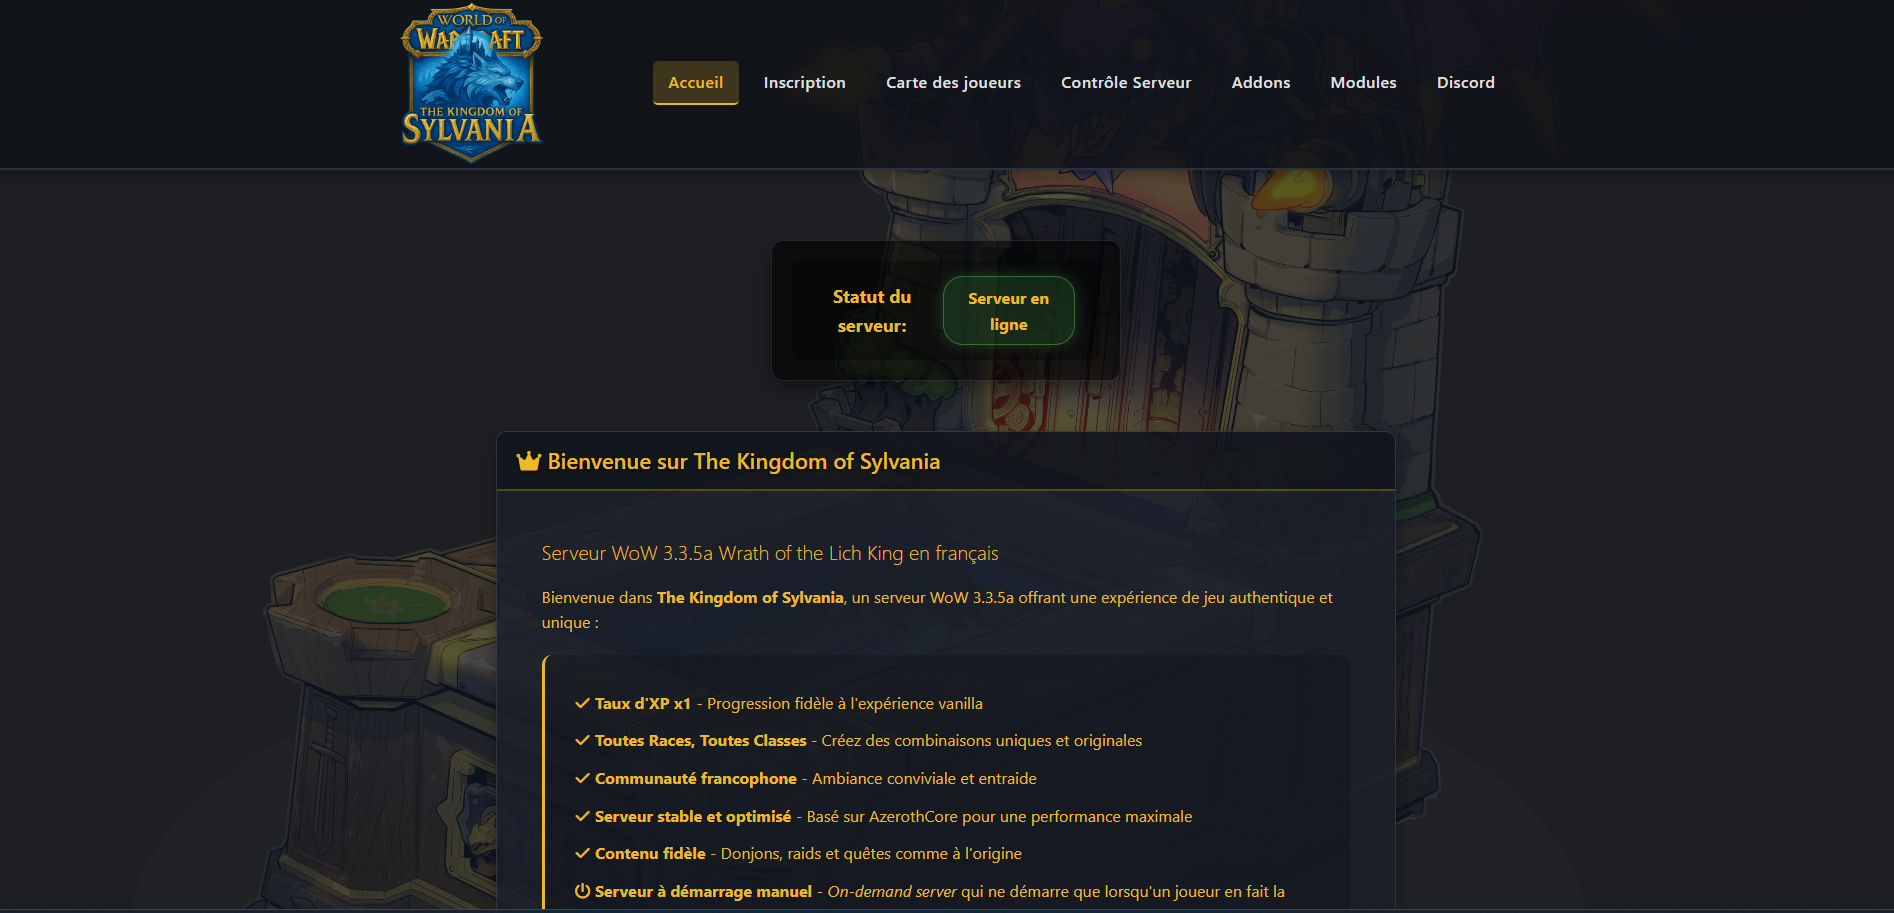 WORLD OF
WARCRAFT
THE KINGDOM OF
SYLVANIA
Accueil
Inscription
Carte des joueurs
Contrôle Serveur
Addons
Modules
Discord
Statut du
serveur:
Serveur en
ligne
Bienvenue sur The Kingdom of Sylvania
Serveur WoW 3.3.5a Wrath of the Lich King en français
Bienvenue dans The Kingdom of Sylvania, un serveur WoW 3.3.5a offrant une expérience de jeu authentique et
unique :
Taux d'XP x1 - Progression fidèle à l'expérience vanilla
Toutes Races, Toutes Classes - Créez des combinaisons uniques et originales
Communauté francophone - Ambiance conviviale et entraide
Serveur stable et optimisé - Basé sur AzerothCore pour une performance maximale
Contenu fidèle - Donjons, raids et quêtes comme à l'origine
Serveur à démarrage manuel - On-demand server qui ne démarre que lorsqu'un joueur en fait la